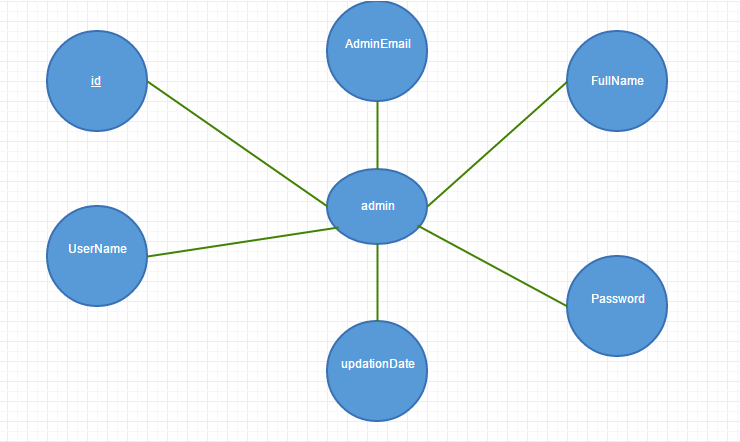 AdminEmail
id
FullName
admin
UserName
Password
updationDate